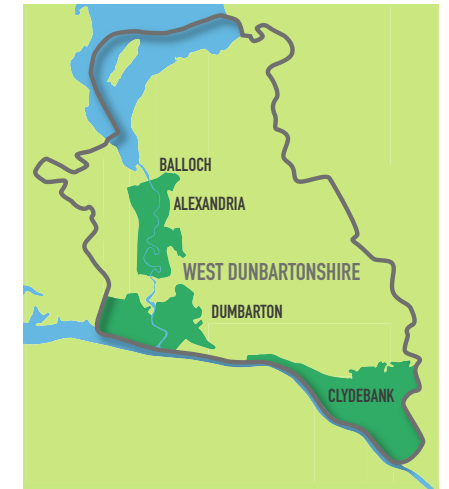 BALLOCH
ALEXANDRIA
WEST DUNBARTONSHIRE
DUMBARTON
CLYDEBANK